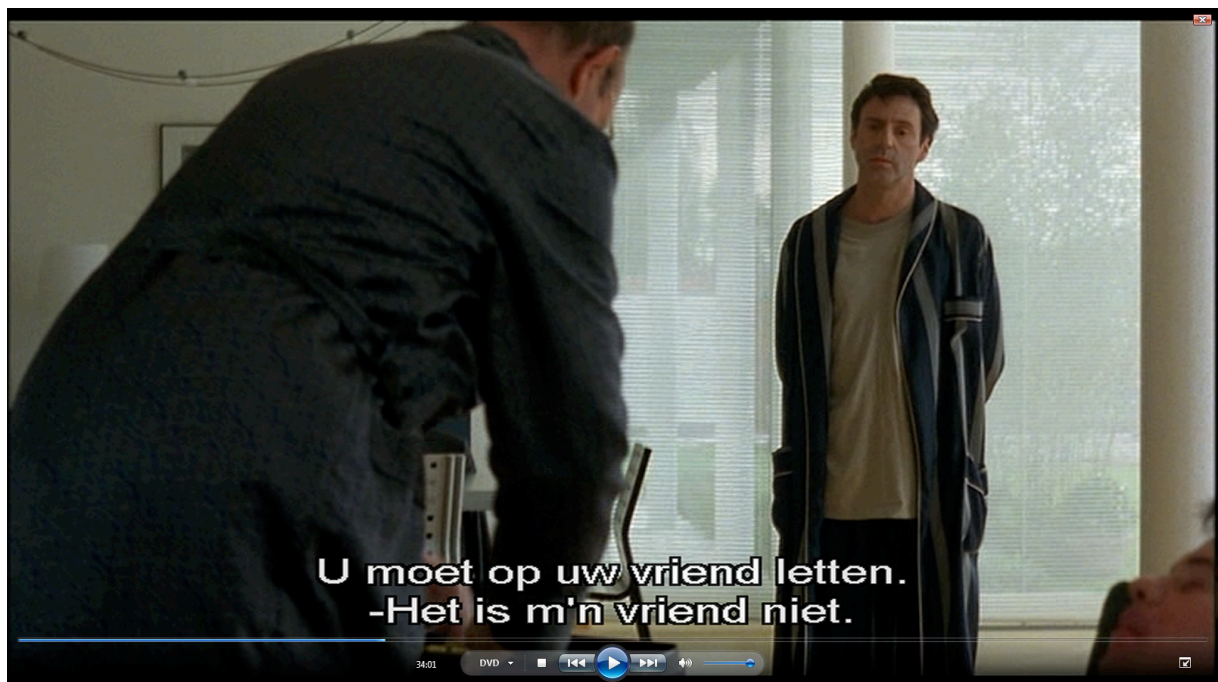 U moet op uw vriend letten.
-Het is m'n vriend niet.
34:01 DVD